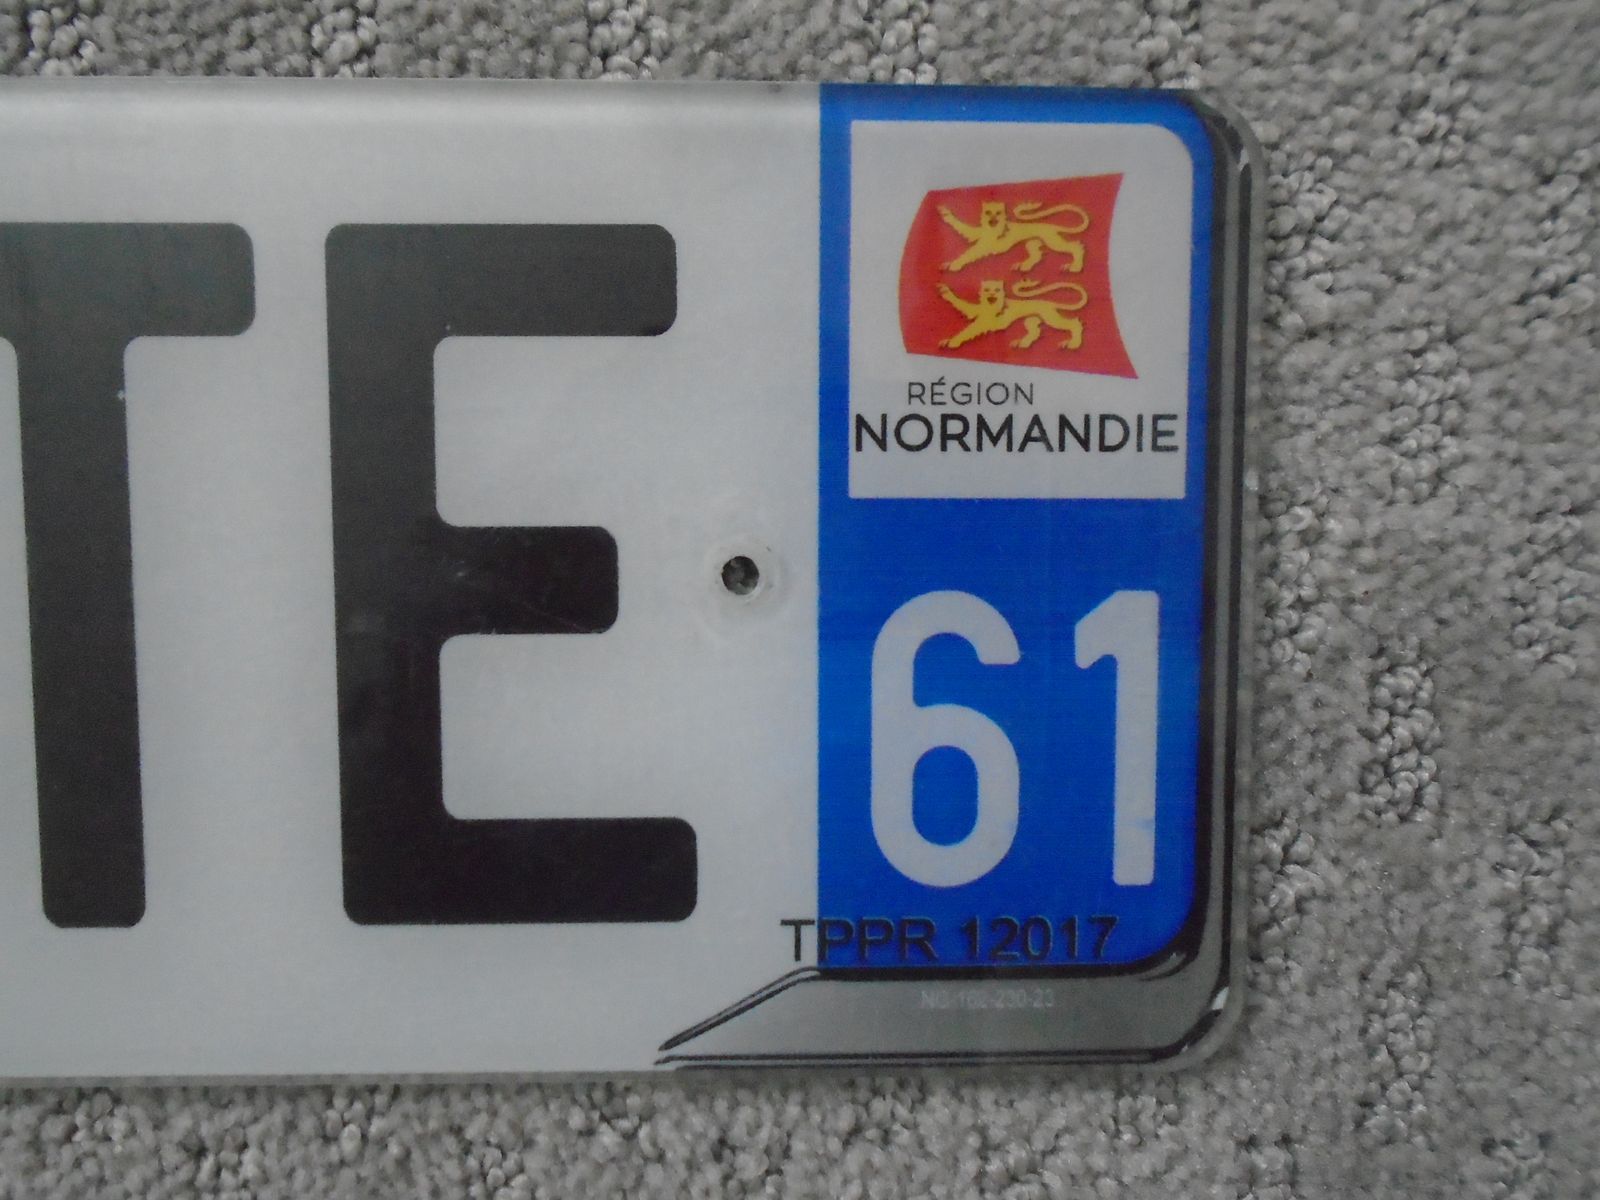 TE
RÉGION
NORMANDIE
61
TPPR 12017